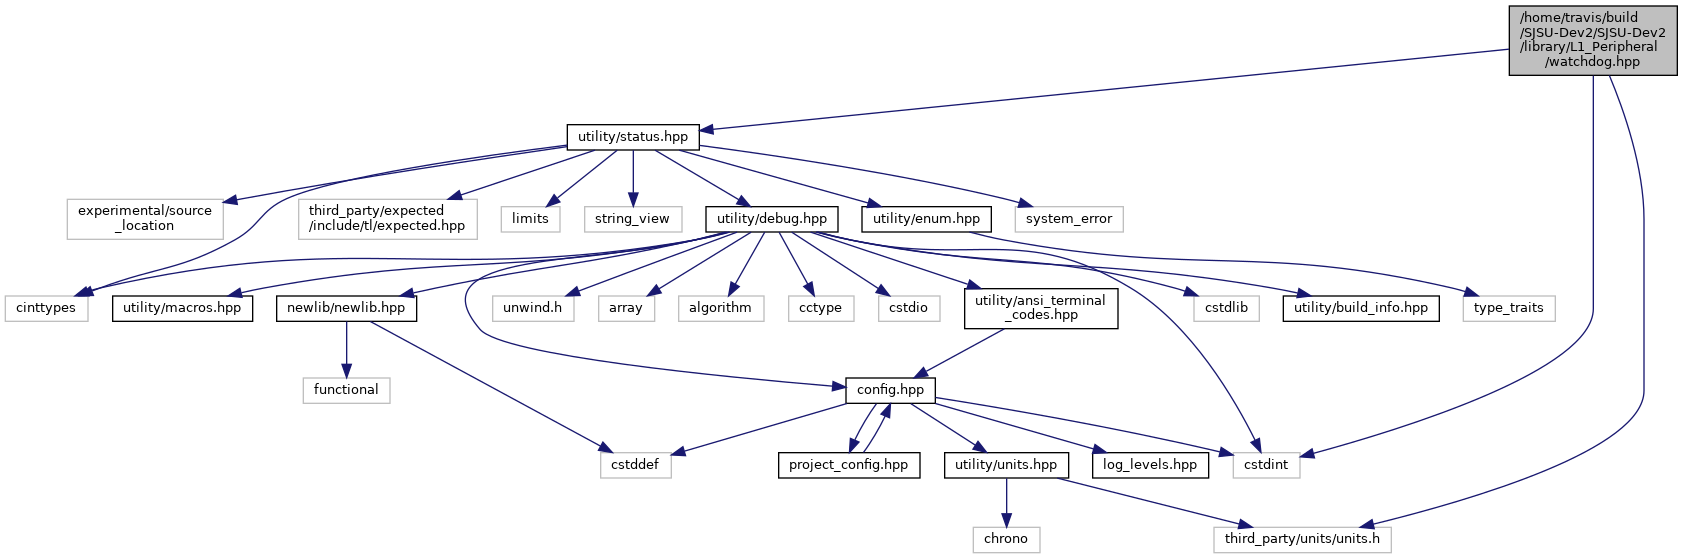 /home/travis/build
/SJSU-Dev2/SJSU-Dev2
/library/L1_Peripheral
/watchdog.hpp
utility/status.hpp
experimental/source
_location
third_party/expected
/include/tl/expected.hpp
limits
string_view
utility/debug.hpp
utility/enum.hpp
system_error
cinttypes
utility/macros.hpp
newlib/newlib.hpp
unwind.h
array
algorithm
cctype
cstdio
utility/ansi_terminal
_codes.hpp
cstdlib
utility/build_info.hpp
type_traits
functional
config.hpp
cstddef
project_config.hpp
utility/units.hpp
log_levels.hpp
cstdint
chrono
third_party/units/units.h